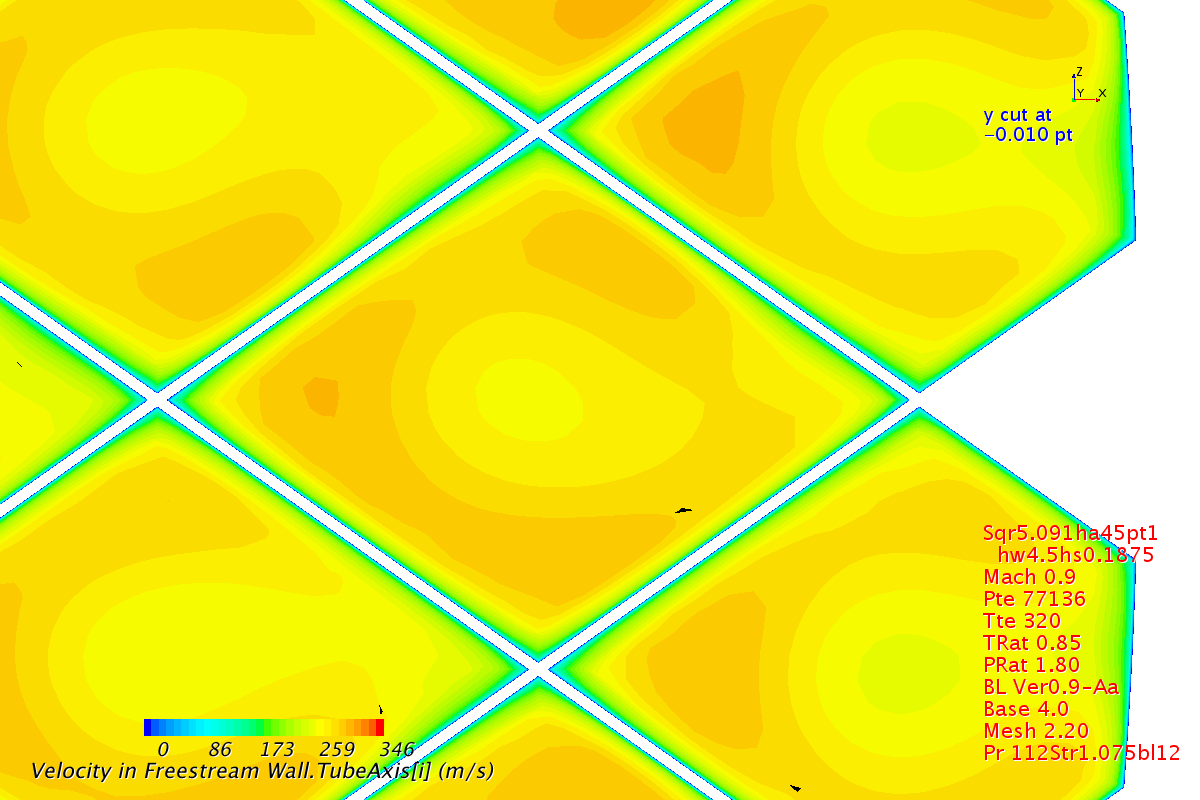 Z
Y X
y cut at
−0.010 pt
Sqr5.091ha45pt1
hw4.5hs0.1875
Mach 0.9
Pte 77136
Tte 320
TRat 0.85
PRat 1.80
BL Ver0.9−Aa
Base 4.0
Mesh 2.20
Pr 112Str1.075bl12
0 86 173 259 346
Velocity in Freestream Wall.TubeAxis[i] (m/s)